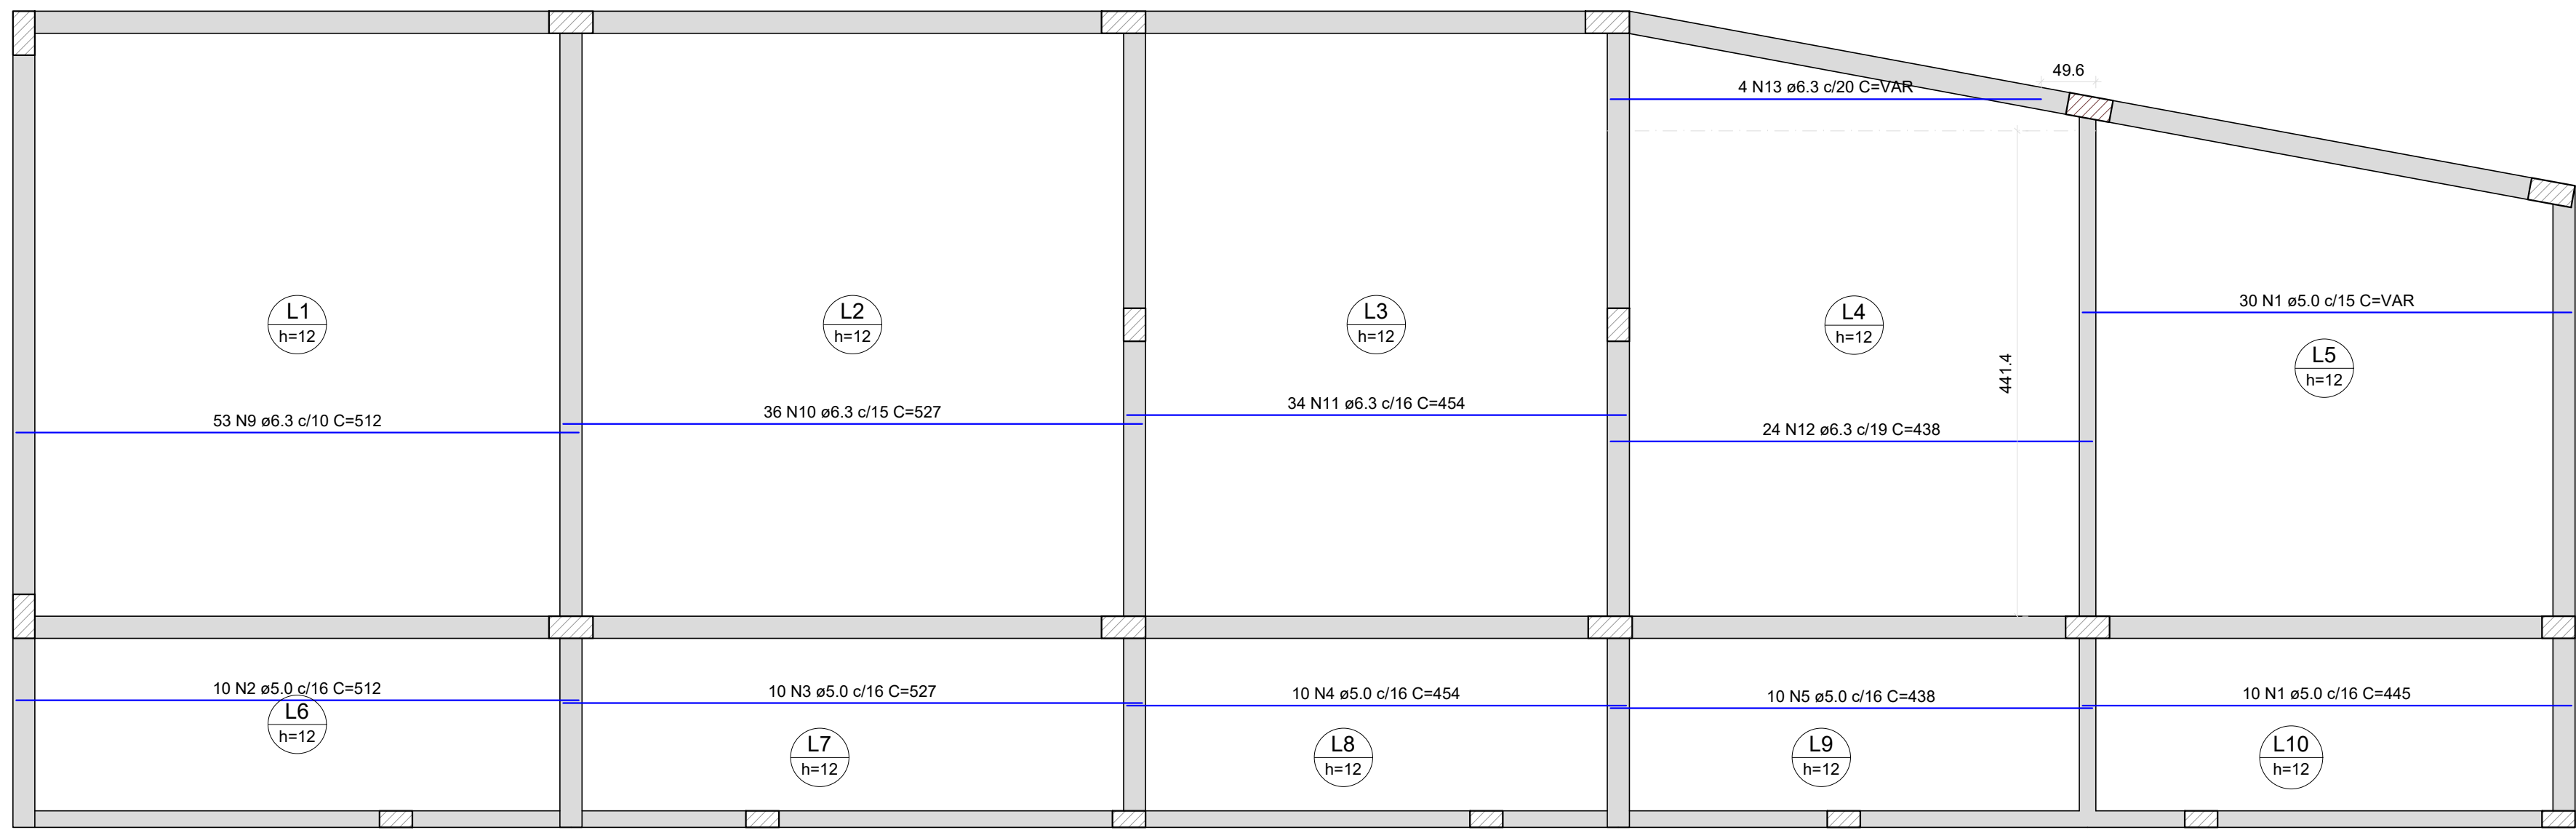 49.6
4 N13 ø6.3 c/20 C=VAR
30 N1 ø5.0 c/15 C=VAR
L1
h=12
L2
h=12
L3
h=12
L4
h=12
L5
h=12
441.4
53 N9 ø6.3 c/10 C=512
36 N10 ø6.3 c/15 C=527
34 N11 ø6.3 c/16 C=454
24 N12 ø6.3 c/19 C=438
10 N2 ø5.0 c/16 C=512
10 N3 ø5.0 c/16 C=527
10 N4 ø5.0 c/16 C=454
10 N5 ø5.0 c/16 C=438
10 N1 ø5.0 c/16 C=445
L6
h=12
L7
h=12
L8
h=12
L9
h=12
L10
h=12